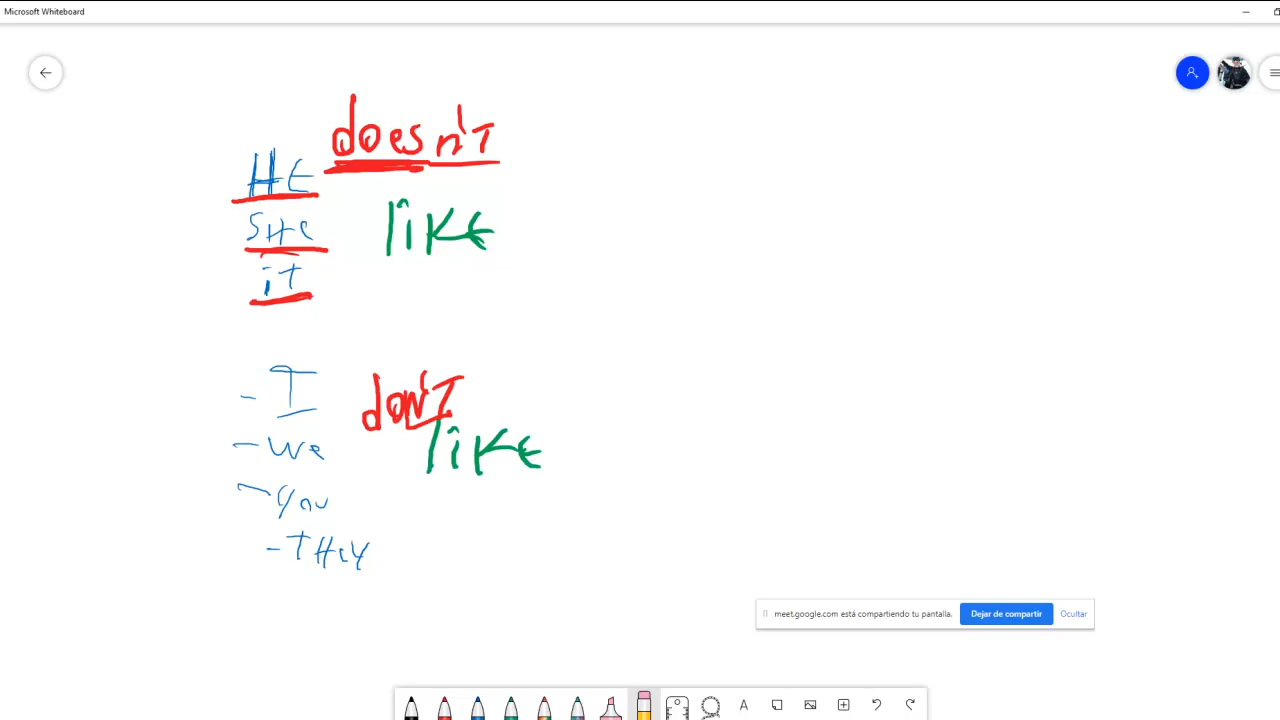 Microsoft Whiteboard
doesn't
HE
SHE
like
it
- I
don't
- we
like
- you
- THEY
meet.google.com está compartiendo tu pantalla.
Dejar de compartir
Ocultar
A